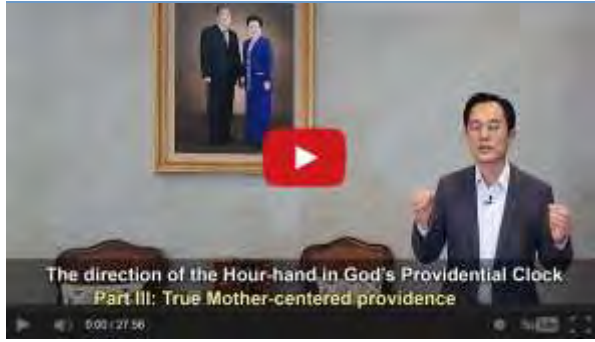 The direction of the Hour-hand in God's Providential Clock
Part III: True Mother-centered providence
0:00 / 27:56